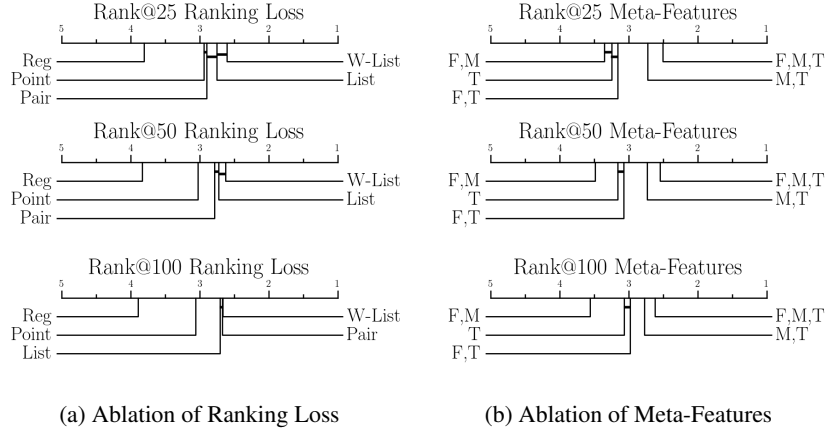 Rank@25 Ranking Loss
5 4 3 2 1
Reg W-List
Point List
Pair
Rank@50 Ranking Loss
5 4 3 2 1
Reg W-List
Point List
Pair
Rank@100 Ranking Loss
5 4 3 2 1
Reg W-List
Point Pair
List
(a) Ablation of Ranking Loss
Rank@25 Meta-Features
5 4 3 2 1
F,M F,M,T
T M,T
F,T
Rank@50 Meta-Features
5 4 3 2 1
F,M F,M,T
T M,T
F,T
Rank@100 Meta-Features
5 4 3 2 1
F,M F,M,T
T M,T
F,T
(b) Ablation of Meta-Features